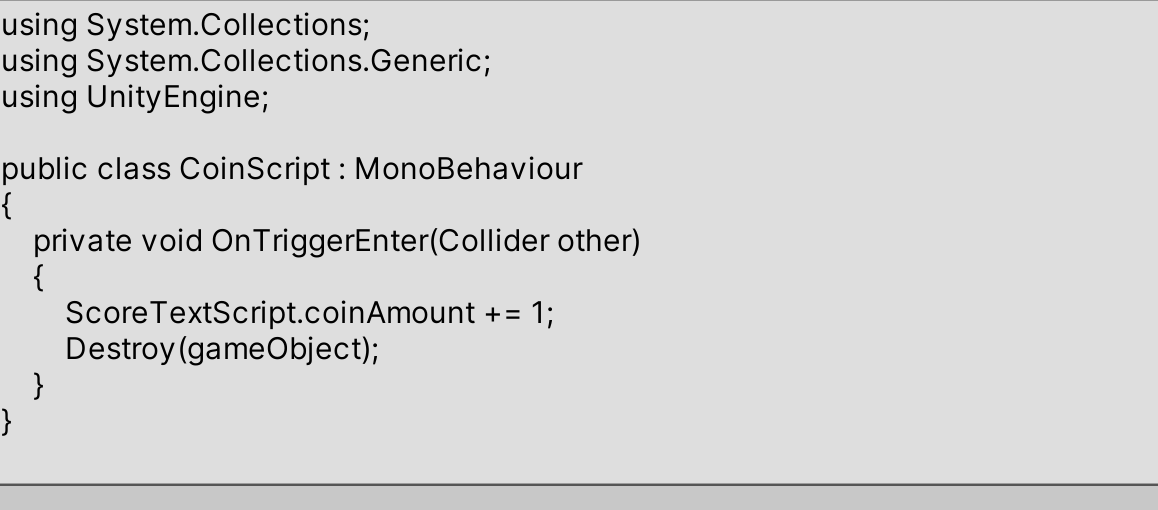 using System.Collections;
using System.Collections.Generic;
using UnityEngine;

public class CoinScript : MonoBehaviour
{
    private void OnTriggerEnter(Collider other)
    {
        ScoreTextScript.coinAmount += 1;
        Destroy(gameObject);
    }
}